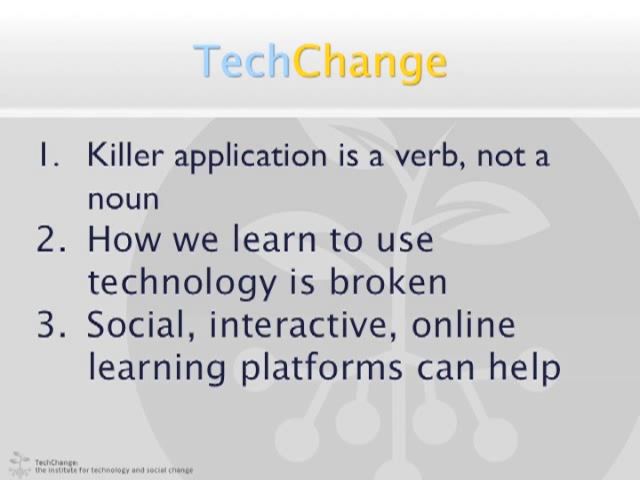 TechChange
1. Killer application is a verb, not a
noun
2. How we learn to use
technology is broken
3. Social, interactive, online
learning platforms can help
TechChange:
the institute for technology and social change